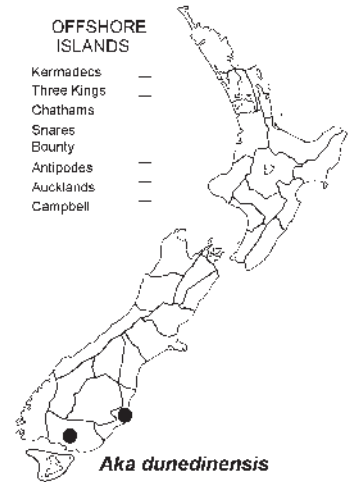 OFFSHORE
ISLANDS
Kermadecs —
Three Kings —
Chathams
Snares
Bounty
Antipodes —
Aucklands —
Campbell —
Aka dunedinensis